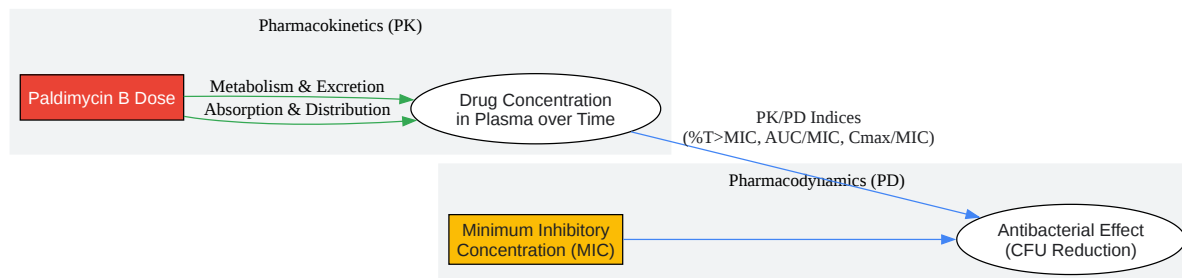 Pharmacokinetics (PK)
Metabolism & Excretion
Paldimycin B Dose
Absorption & Distribution
Drug Concentration
in Plasma over Time
PK/PD Indices
(%T>MIC, AUC/MIC, Cmax/MIC)
Pharmacodynamics (PD)
Minimum Inhibitory
Concentration (MIC)
Antibacterial Effect
(CFU Reduction)